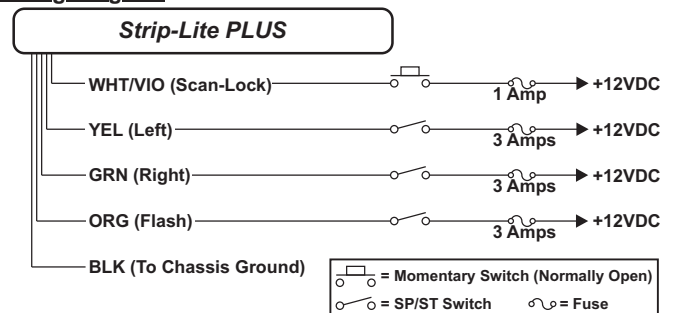 Strip-Lite PLUS
WHT/VIO (Scan-Lock)
1 Amp
+12VDC
YEL (Left)
3 Amps
+12VDC
GRN (Right)
3 Amps
+12VDC
ORG (Flash)
3 Amps
+12VDC
BLK (To Chassis Ground)
= Momentary Switch (Normally Open)
= SP/ST Switch
= Fuse